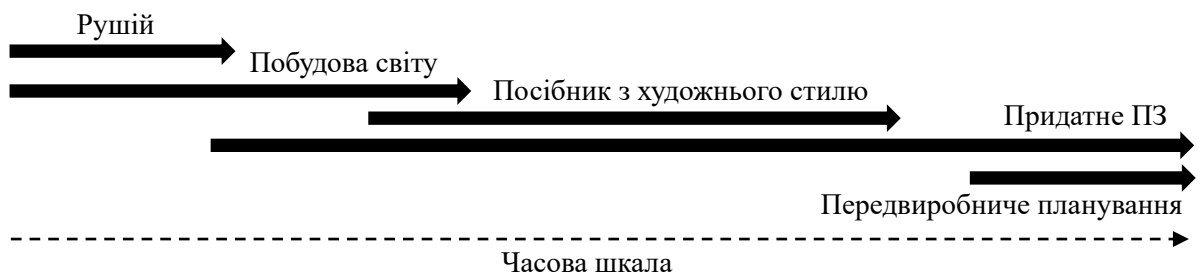 Рушій
Побудова світу
Посібник з художнього стилю
Придатне ПЗ
Передвиробниче планування
Часова шкала